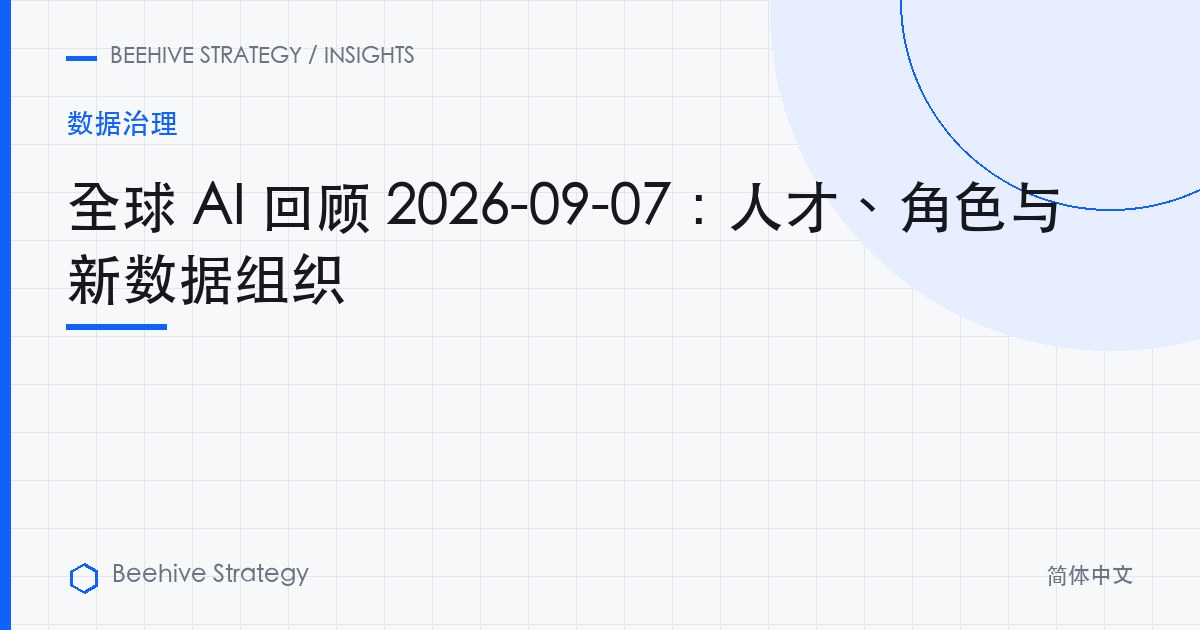 BEEHIVE STRATEGY / INSIGHTS
数据治理
全球 AI 回顾 2026-09-07：人才、角色与
新数据组织
Beehive Strategy
简体中文